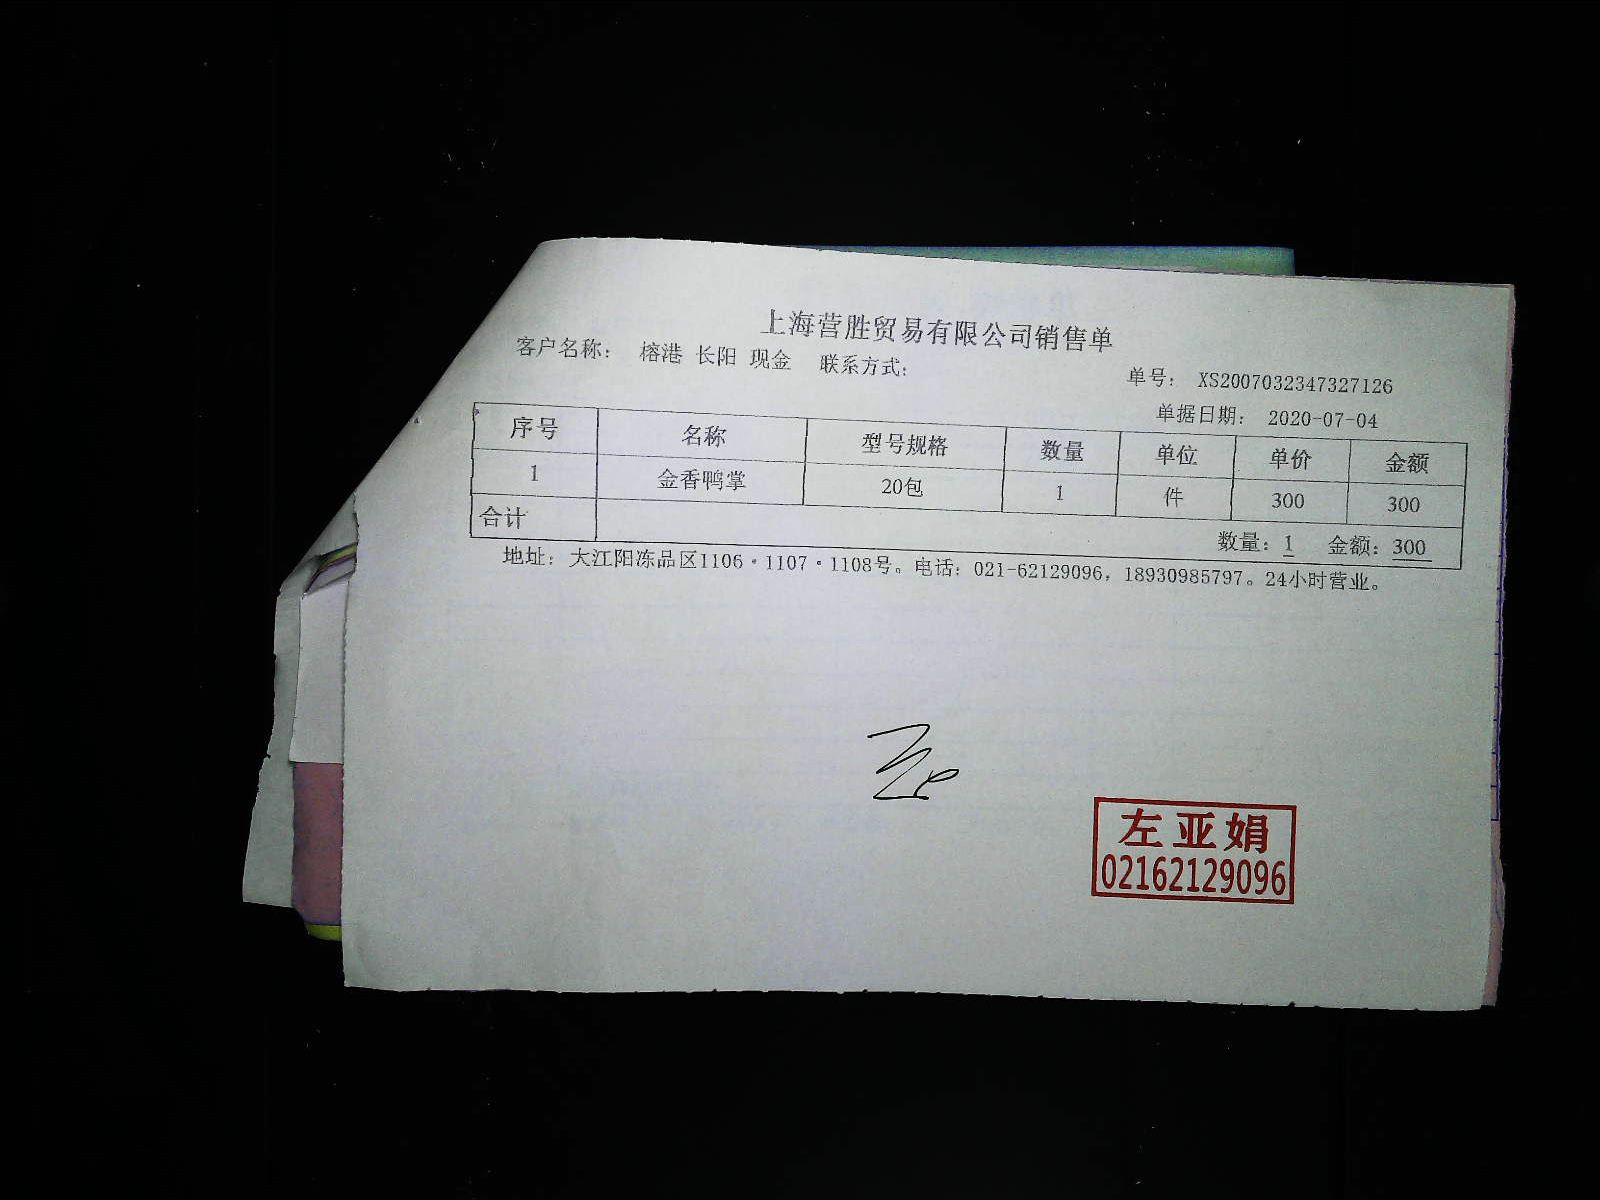 上海营胜贸易有限公司销售单
客户名称： 榕港 长阳 现金 联系方式：
单号： XS2007032347327126
单据日期： 2020-07-04
序号 名称 型号规格 数量 单位 单价 金额
1 金香鸭掌 20包 1 件 300 300
合计 数量：1 金额：300
地址：大江阳冻品区1106·1107·1108号。电话：021-62129096，18930985797。24小时营业。
左亚娟
02162129096